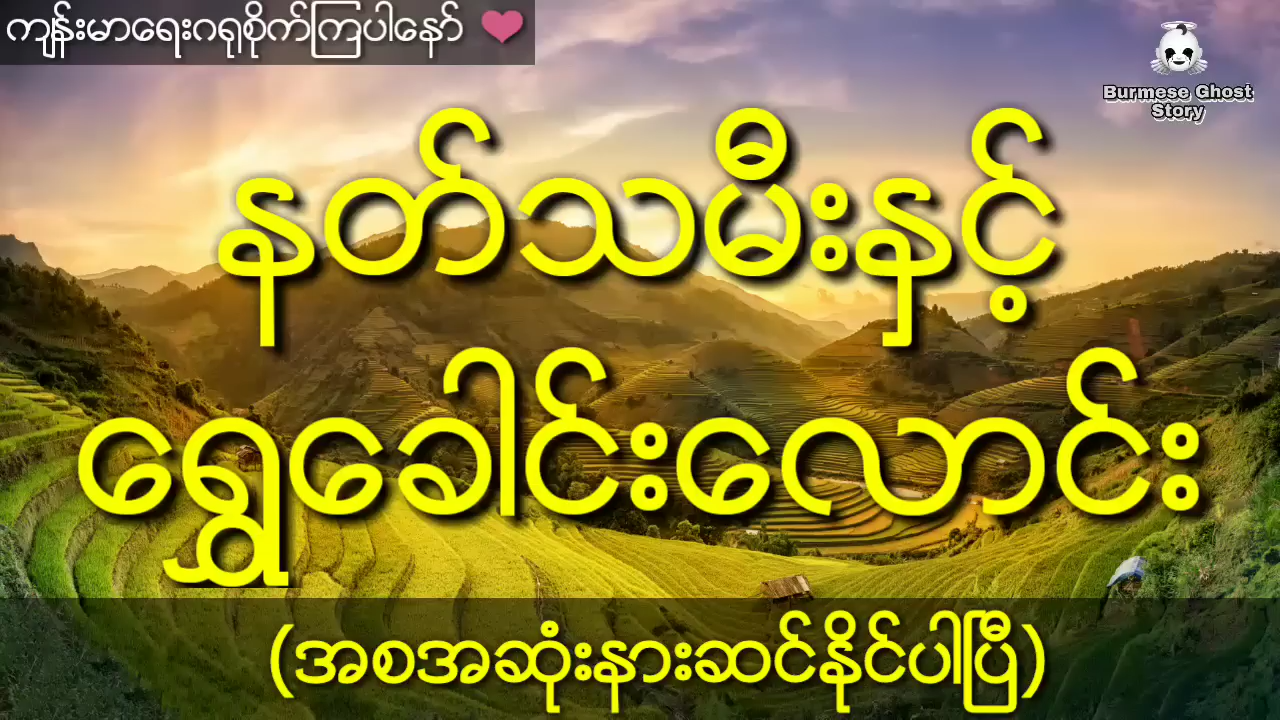 ကျန်းမာရေးဂရုစိုက်ကြပါနော် ❤
Burmese Ghost
Story
နတ်သမီးနှင့်
ရွှေခေါင်းလောင်း
(အစအဆုံးနားဆင်နိုင်ပါပြီ)